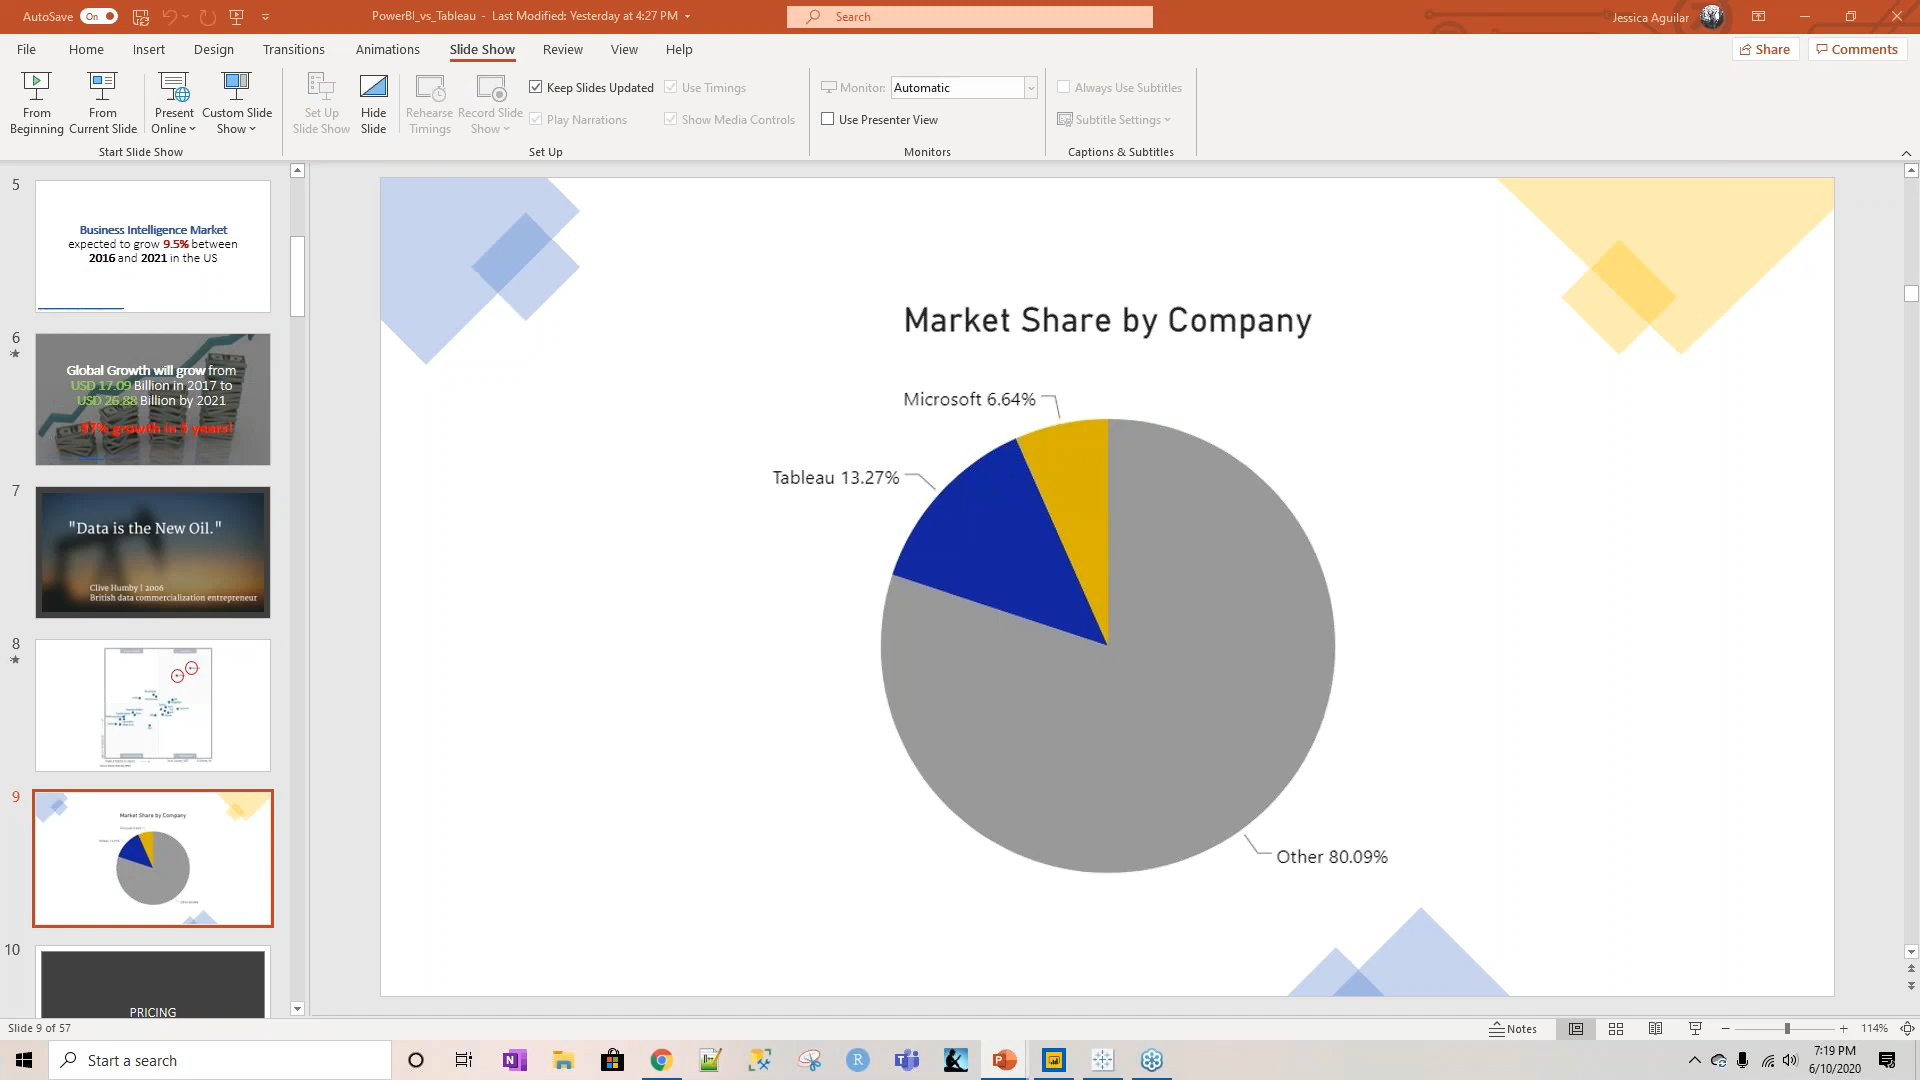 AutoSave On
PowerBI_vs_Tableau - Last Modified: Yesterday at 4:27 PM
Search
Jessica Aguilar
File Home Insert Design Transitions Animations Slide Show Review View Help
Share Comments
From Beginning
From Current Slide
Present Online
Custom Slide Show
Set Up Slide Show
Hide Slide
Rehearse Timings
Record Slide Show
Keep Slides Updated
Use Timings
Play Narrations
Show Media Controls
Monitor: Automatic
Use Presenter View
Always Use Subtitles
Subtitle Settings
Start Slide Show
Set Up
Monitors
Captions & Subtitles
5
Business Intelligence Market
expected to grow 9.5% between
2016 and 2021 in the US
6
Global Growth will grow from
USD 17.09 Billion in 2017 to
USD 26.88 Billion by 2021
57% growth in 5 years!
7
"Data is the New Oil."
Clive Humby | 2006
British data commercialization entrepreneur
8
9
Market Share by Company
10
PRICING
Market Share by Company
Microsoft 6.64%
Tableau 13.27%
Other 80.09%
Slide 9 of 57
Notes
114%
Start a search
7:19 PM
6/10/2020